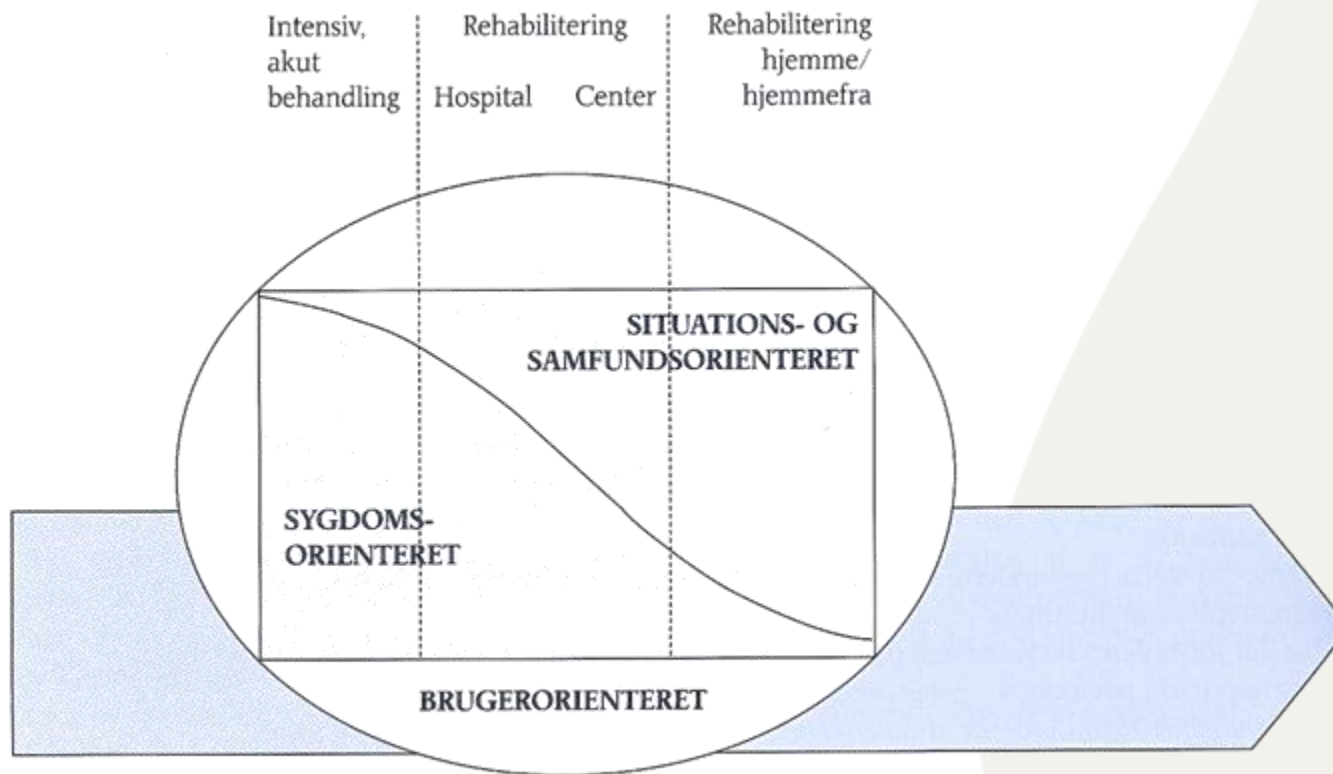 Intensiv,
akut
behandling
Rehabilitering
Hospital Center
Rehabilitering
hjemme/
hjemmefra
SITUATIONS- OG
SAMFUNDSORIENTERET
SYGDOMS-
ORIENTERET
BRUGERORIENTERET